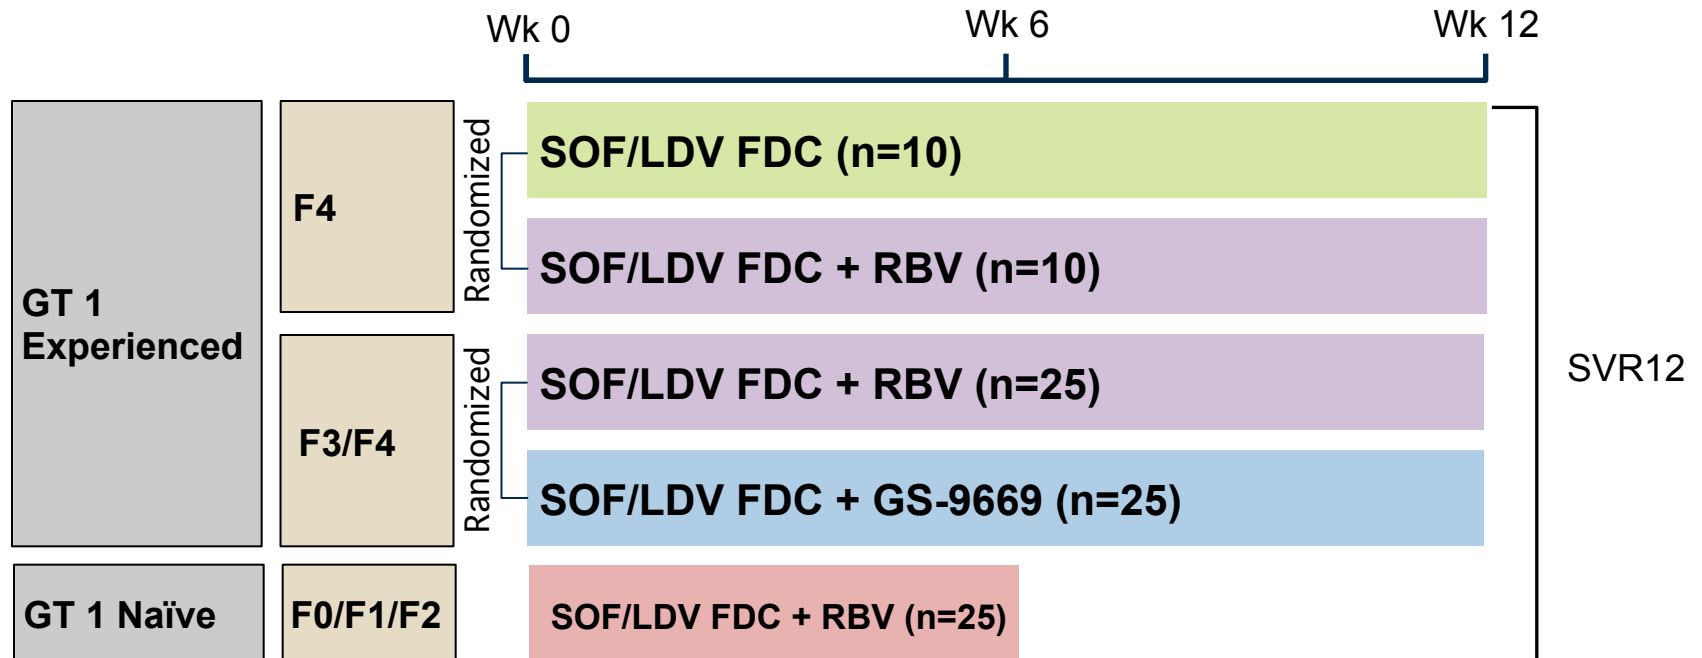 Wk 0
Wk 6
Wk 12
GT 1
Experienced
F4
Randomized
SOF/LDV FDC (n=10)
SOF/LDV FDC + RBV (n=10)
F3/F4
Randomized
SOF/LDV FDC + RBV (n=25)
SOF/LDV FDC + GS-9669 (n=25)
SVR12
GT 1 Naïve
F0/F1/F2
SOF/LDV FDC + RBV (n=25)